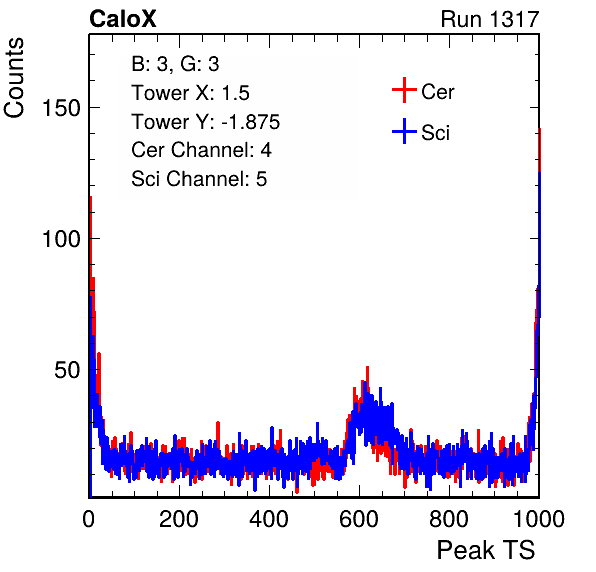 CaloX Run 1317
Counts
B: 3, G: 3
Tower X: 1.5
Tower Y: -1.875
Cer Channel: 4
Sci Channel: 5
Cer
Sci
150
100
50
0 200 400 600 800 1000
Peak TS